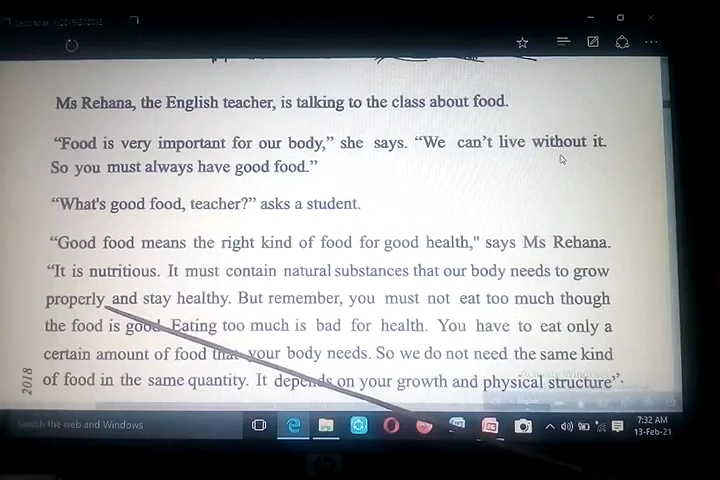 Ms Rehana, the English teacher, is talking to the class about food.
“Food is very important for our body,” she says. “We can’t live without it.
So you must always have good food.”
“What's good food, teacher?” asks a student.
“Good food means the right kind of food for good health," says Ms Rehana.
“It is nutritious. It must contain natural substances that our body needs to grow
properly and stay healthy. But remember, you must not eat too much though
the food is good. Eating too much is bad for health. You have to eat only a
certain amount of food that your body needs. So we do not need the same kind
of food in the same quantity. It depends on your growth and physical structure”.
2018
Activate Windows
Search the web and Windows
7:32 AM
13-Feb-21